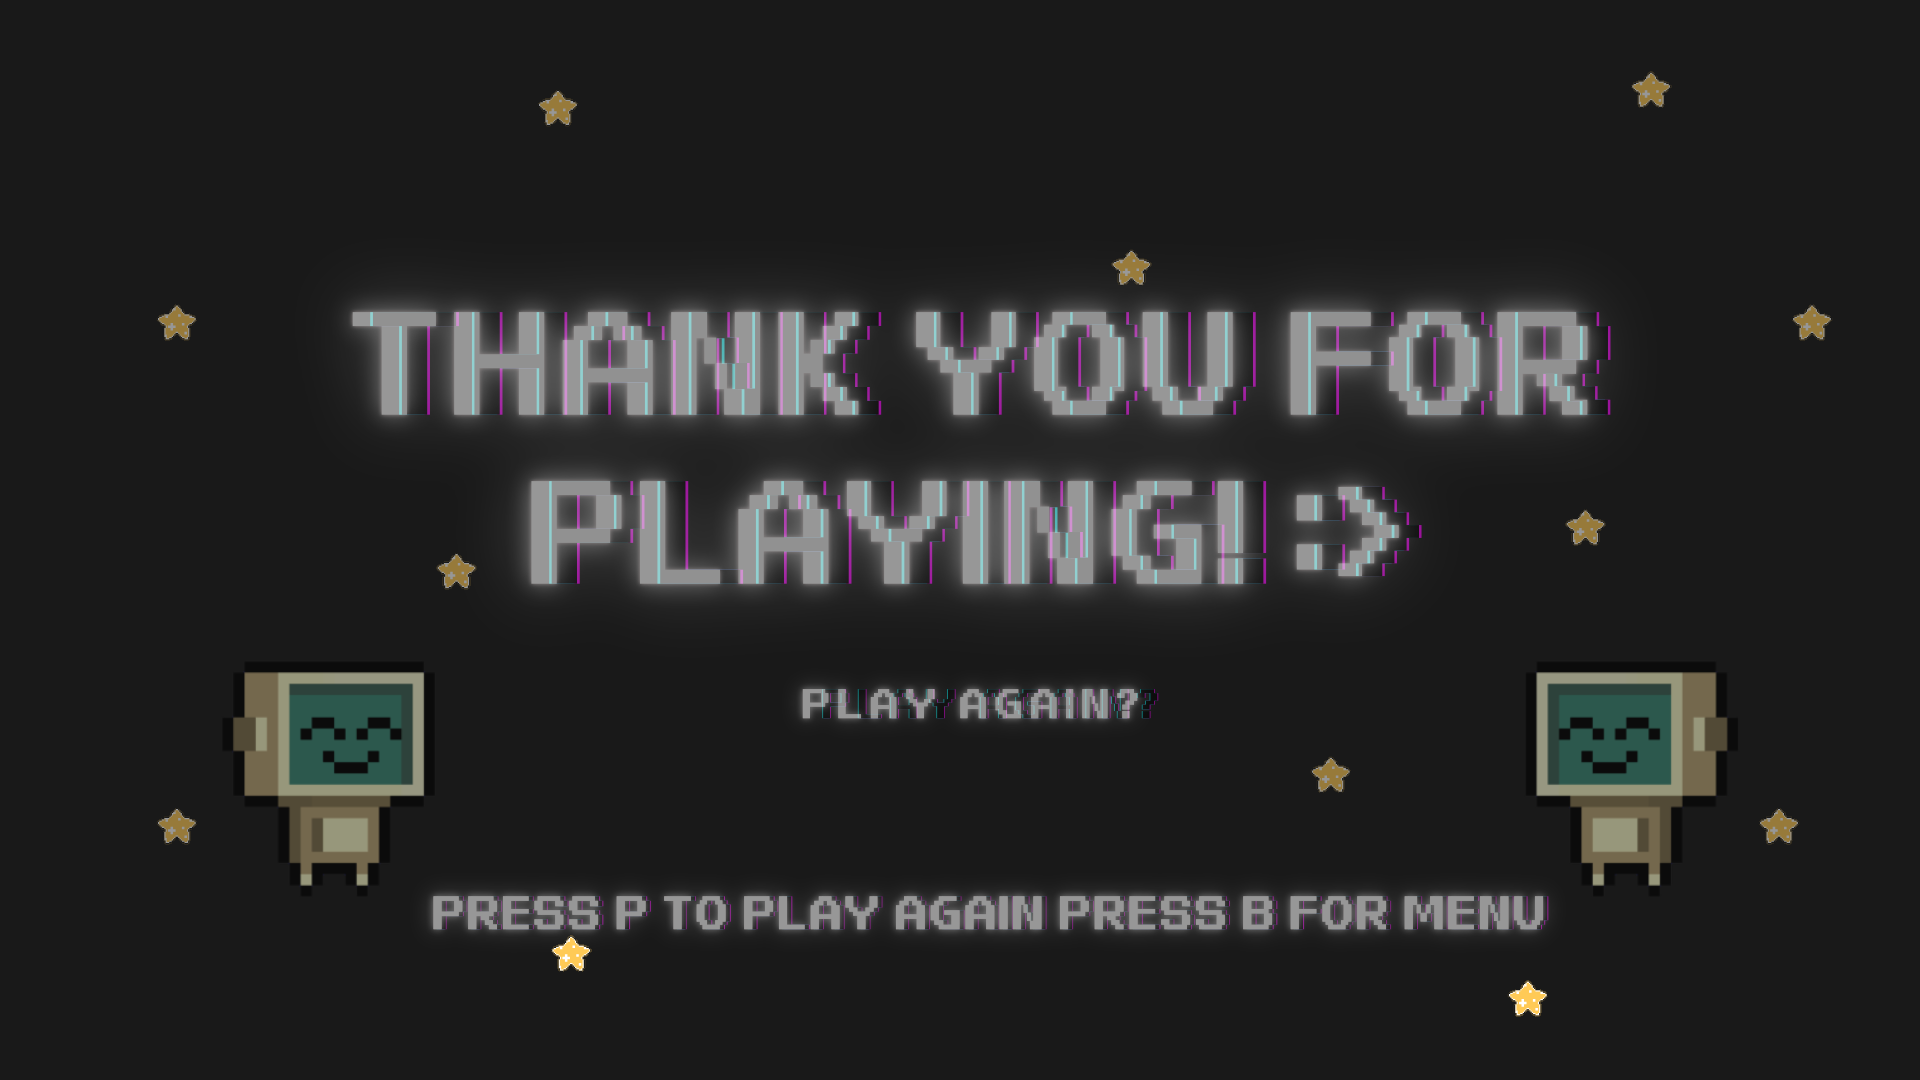 THANK YOU FOR
PLAYING! :>
PLAY AGAIN?
PRESS P TO PLAY AGAIN PRESS B FOR MENU